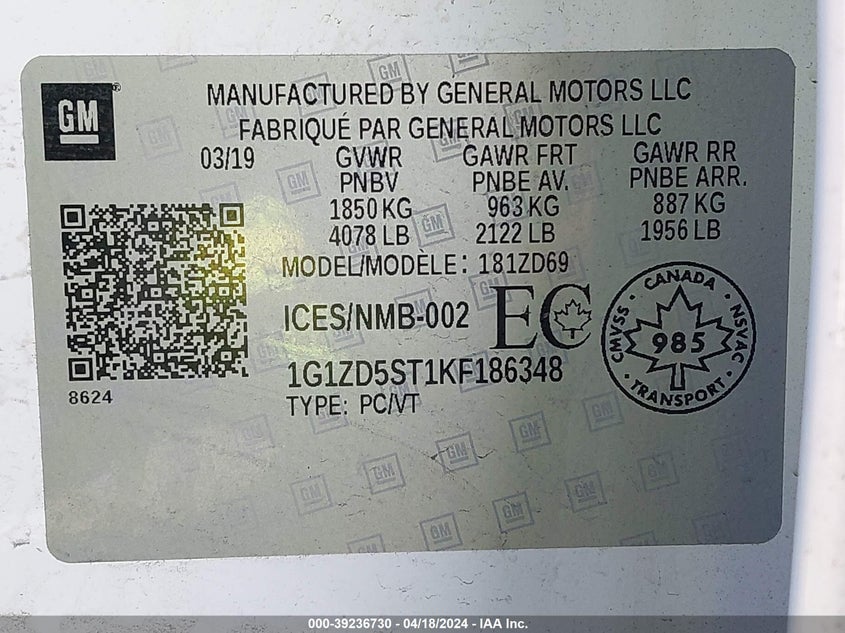 GM
MANUFACTURED BY GENERAL MOTORS LLC
FABRIQUÉ PAR GENERAL MOTORS LLC
03/19 GVWR GAWR FRT GAWR RR
PNBV PNBE AV. PNBE ARR.
1850 KG 963 KG 887 KG
4078 LB 2122 LB 1956 LB
MODEL/MODÈLE: 181ZD69
ICES/NMB-002 EC
CANADA
CMVSS 985 NSVAC
TRANSPORT
1G1ZD5ST1KF186348
8624
TYPE: PC/VT
000-39236730 - 04/18/2024 - IAA Inc.